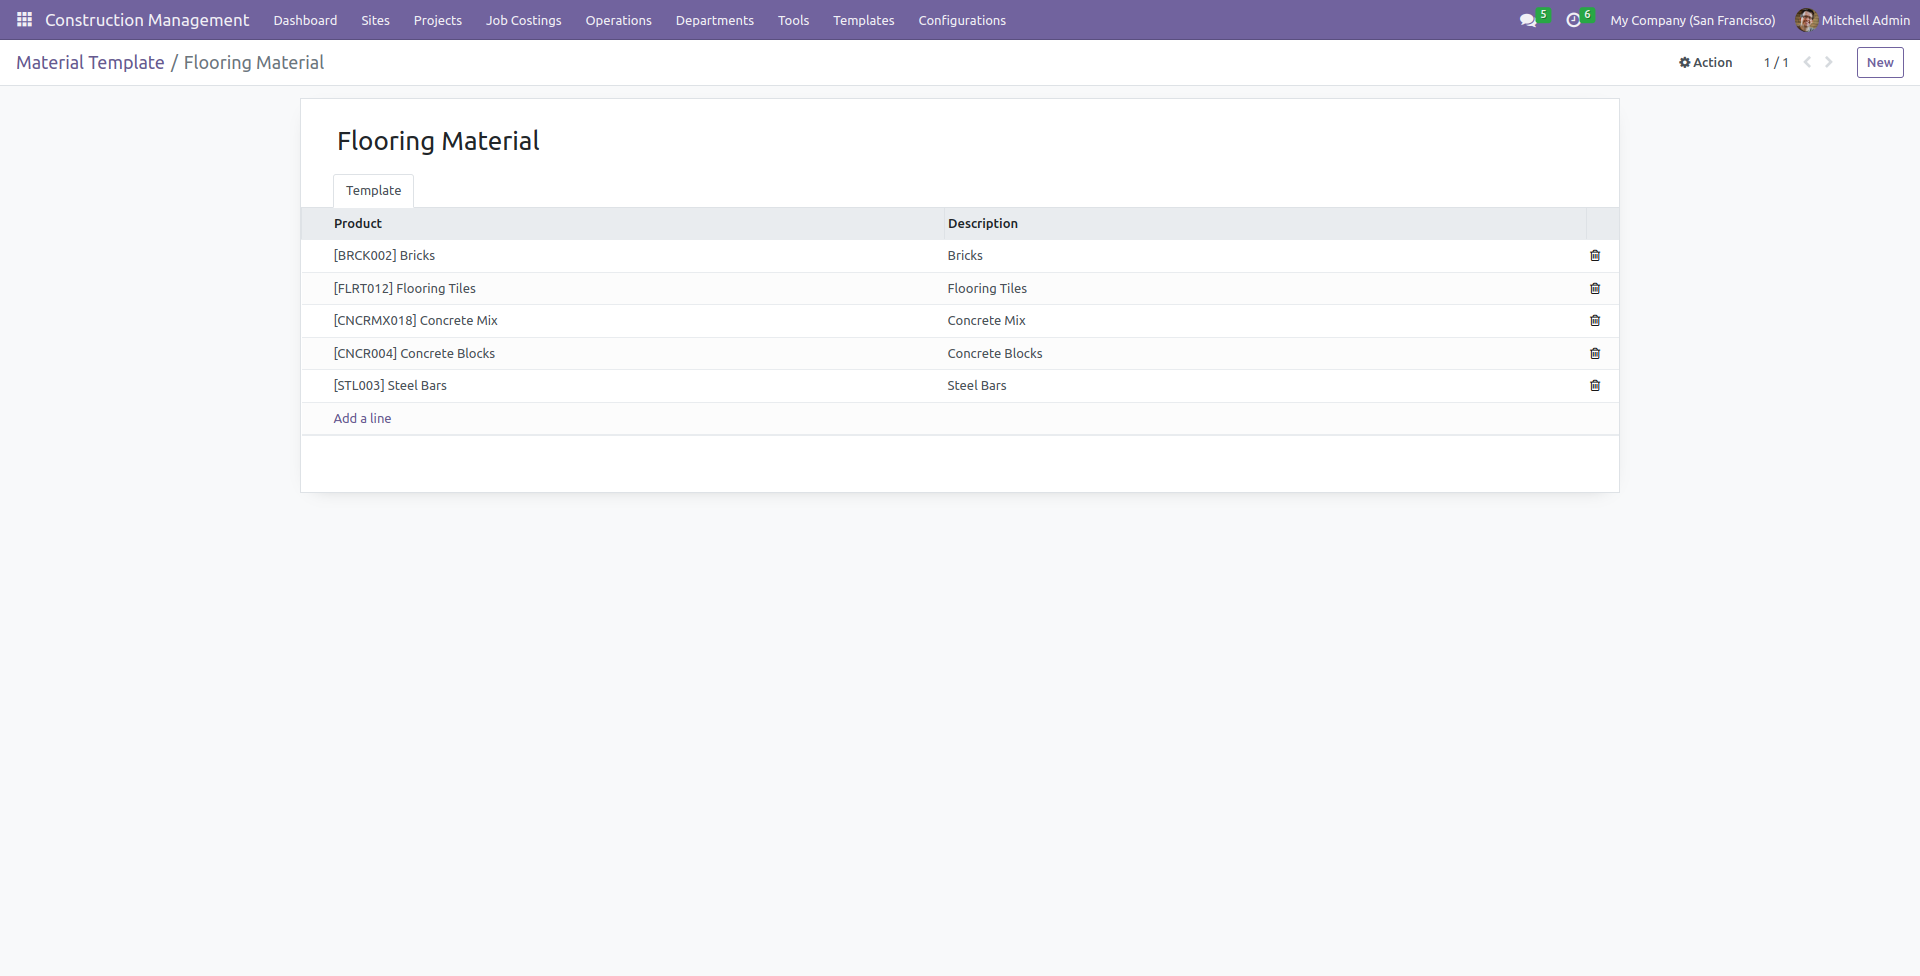 Construction Management Dashboard Sites Projects Job Costings Operations Departments Tools Templates Configurations 5 6 My Company (San Francisco) Mitchell Admin
Material Template / Flooring Material Action 1 / 1 New
Flooring Material
Template
Product Description
[BRCK002] Bricks Bricks
[FLRT012] Flooring Tiles Flooring Tiles
[CNCRMX018] Concrete Mix Concrete Mix
[CNCR004] Concrete Blocks Concrete Blocks
[STL003] Steel Bars Steel Bars
Add a line